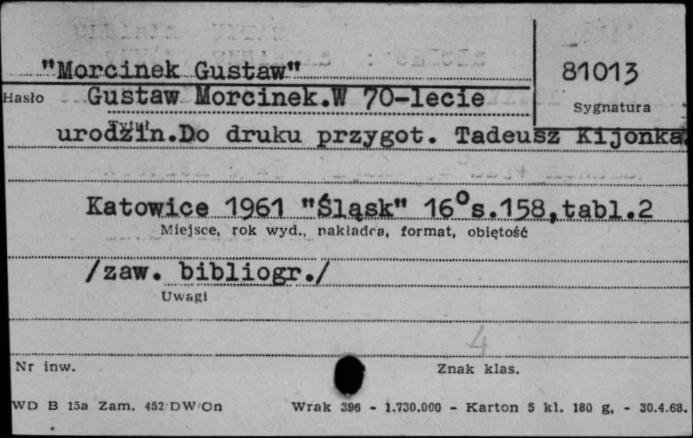 "Morcinek Gustaw"
81013
Hasło Gustaw Morcinek.W 70-lecie
Sygnatura
urodzin.Do druku przygot. Tadeusz Kijonka.
Katowice 1961 "Śląsk" 16°s.158,tabl.2
Miejsce, rok wyd., nakładca, format, objętość
/zaw. bibliogr./
Uwagi
4
Nr inw. Znak klas.
WD B 15a Zam. 452 DW/On Wrak 396 - 1.730.000 - Karton 5 kl. 180 g, - 30.4.68.